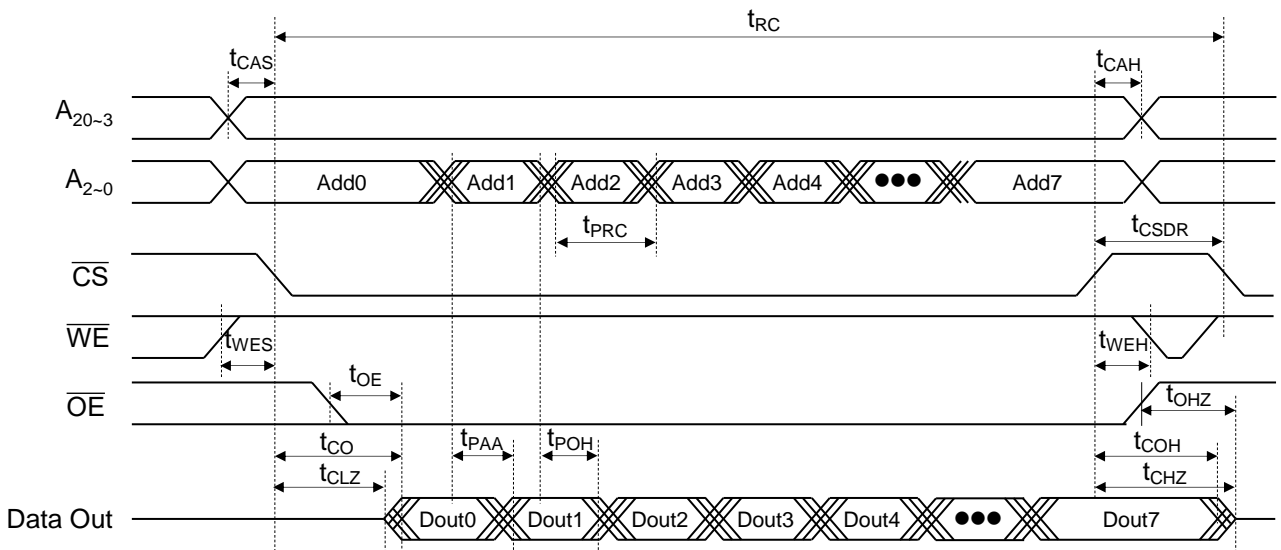 tRC
tCAS
tCAH
A20~3
A2~0
Add0 Add1 Add2 Add3 Add4 ●●● Add7
tPRC
tCSDR
CS
WE
tWES
tWEH
tOE
OE
tOHZ
tCO
tPAA
tPOH
tCOH
tCLZ
tCHZ
Data Out
Dout0 Dout1 Dout2 Dout3 Dout4 ●●● Dout7